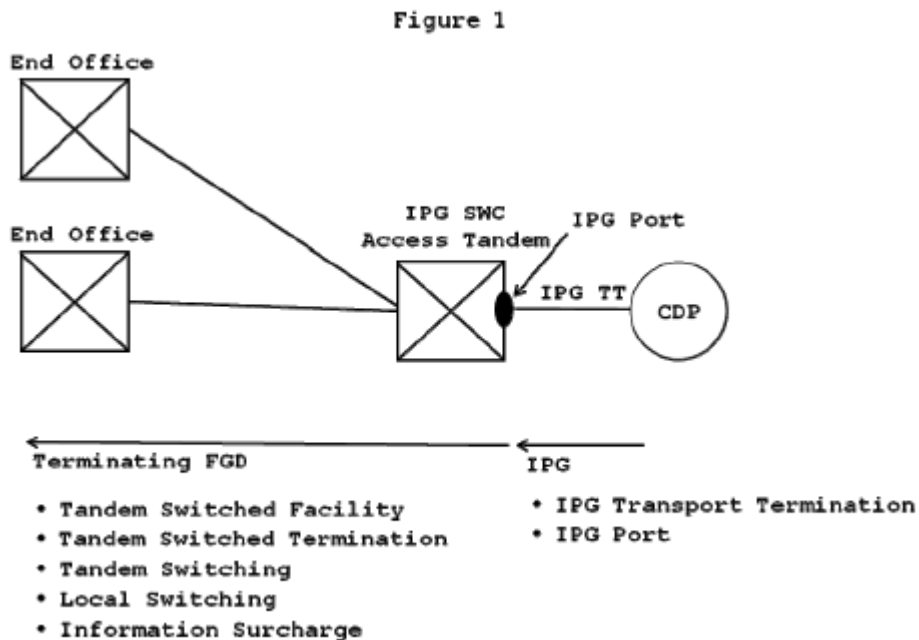 Figure 1
End Office
End Office
IPG SWC
Access Tandem
IPG Port
IPG TT
CDP
Terminating FGD
• Tandem Switched Facility
• Tandem Switched Termination
• Tandem Switching
• Local Switching
• Information Surcharge
IPG
• IPG Transport Termination
• IPG Port